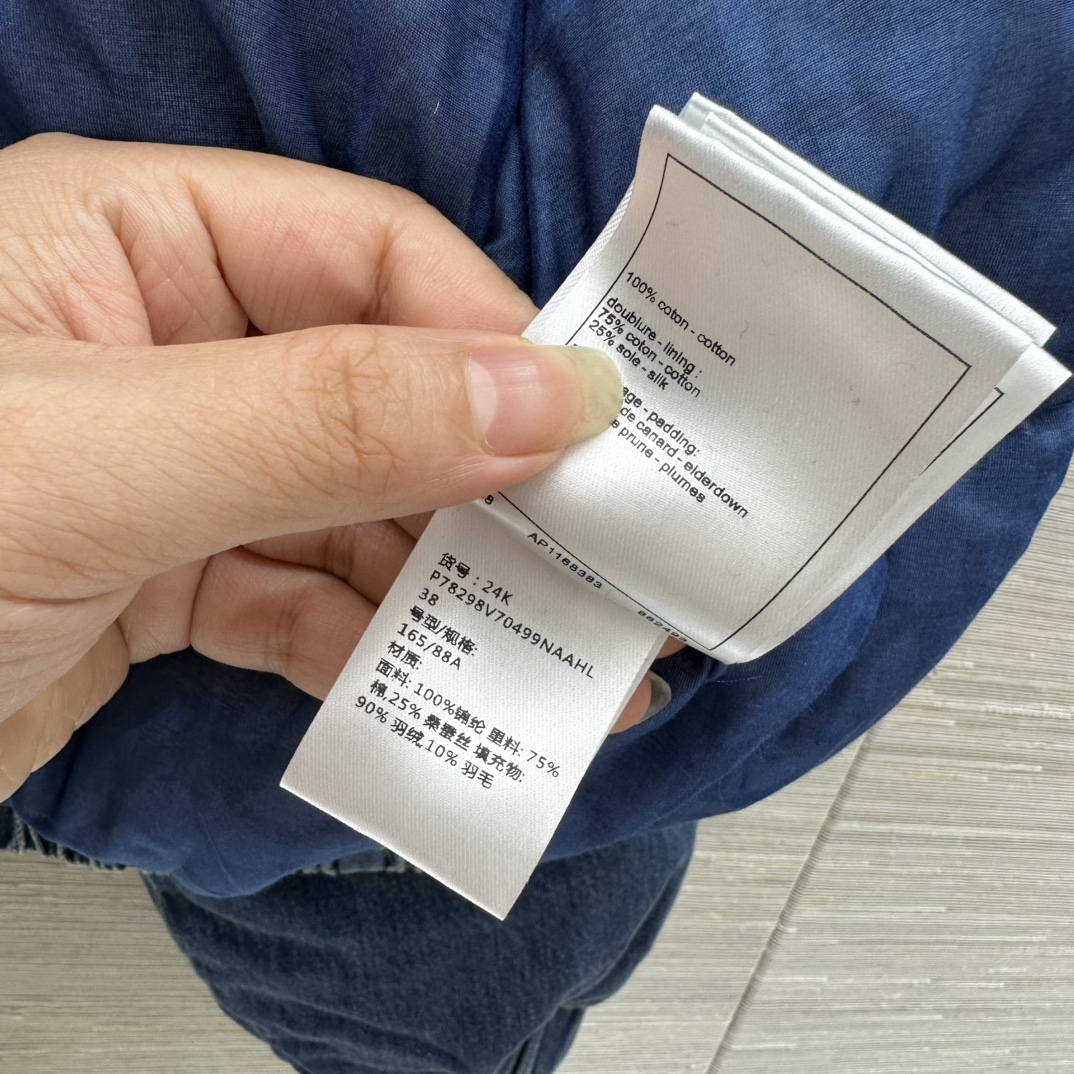 100% coton - cotton
doublure - lining :
75% coton - cotton
25% soie - silk
age - padding:
de canard - eiderdown
prune - plumes
8
AP1168383
862493
货号：24K
P78298V70499NAAHL
38
号型/规格:
165/88A
材质:
面料: 100%锦纶 里料: 75%
棉,25% 桑蚕丝 填充物:
90% 羽绒,10% 羽毛